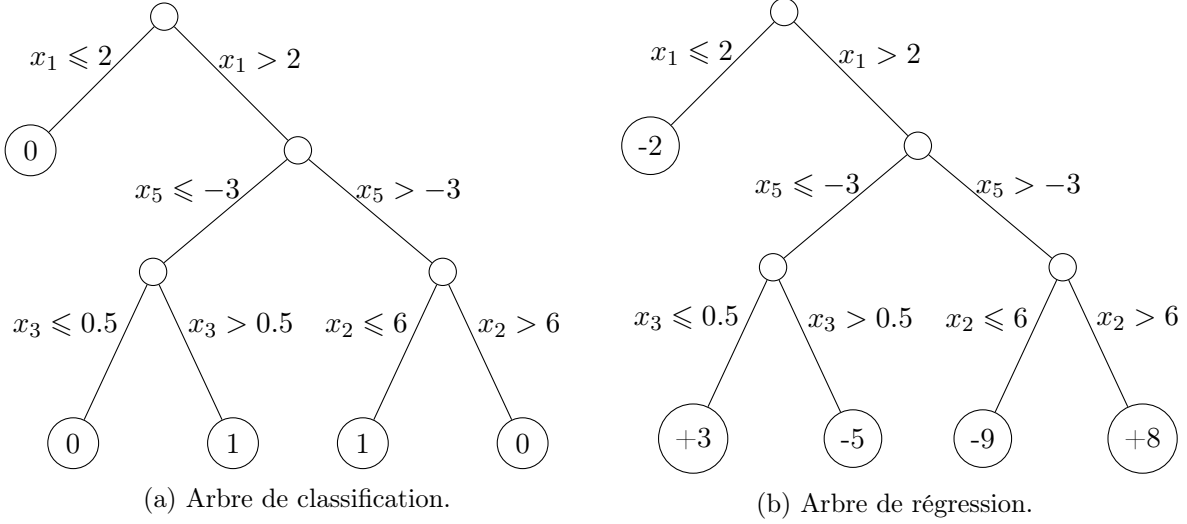 x₁ ⩽ 2
x₁ > 2
0
x₅ ⩽ −3
x₅ > −3
x₃ ⩽ 0.5
x₃ > 0.5
x₂ ⩽ 6
x₂ > 6
0
1
1
0
(a) Arbre de classification.
x₁ ⩽ 2
x₁ > 2
-2
x₅ ⩽ −3
x₅ > −3
x₃ ⩽ 0.5
x₃ > 0.5
x₂ ⩽ 6
x₂ > 6
+3
-5
-9
+8
(b) Arbre de régression.